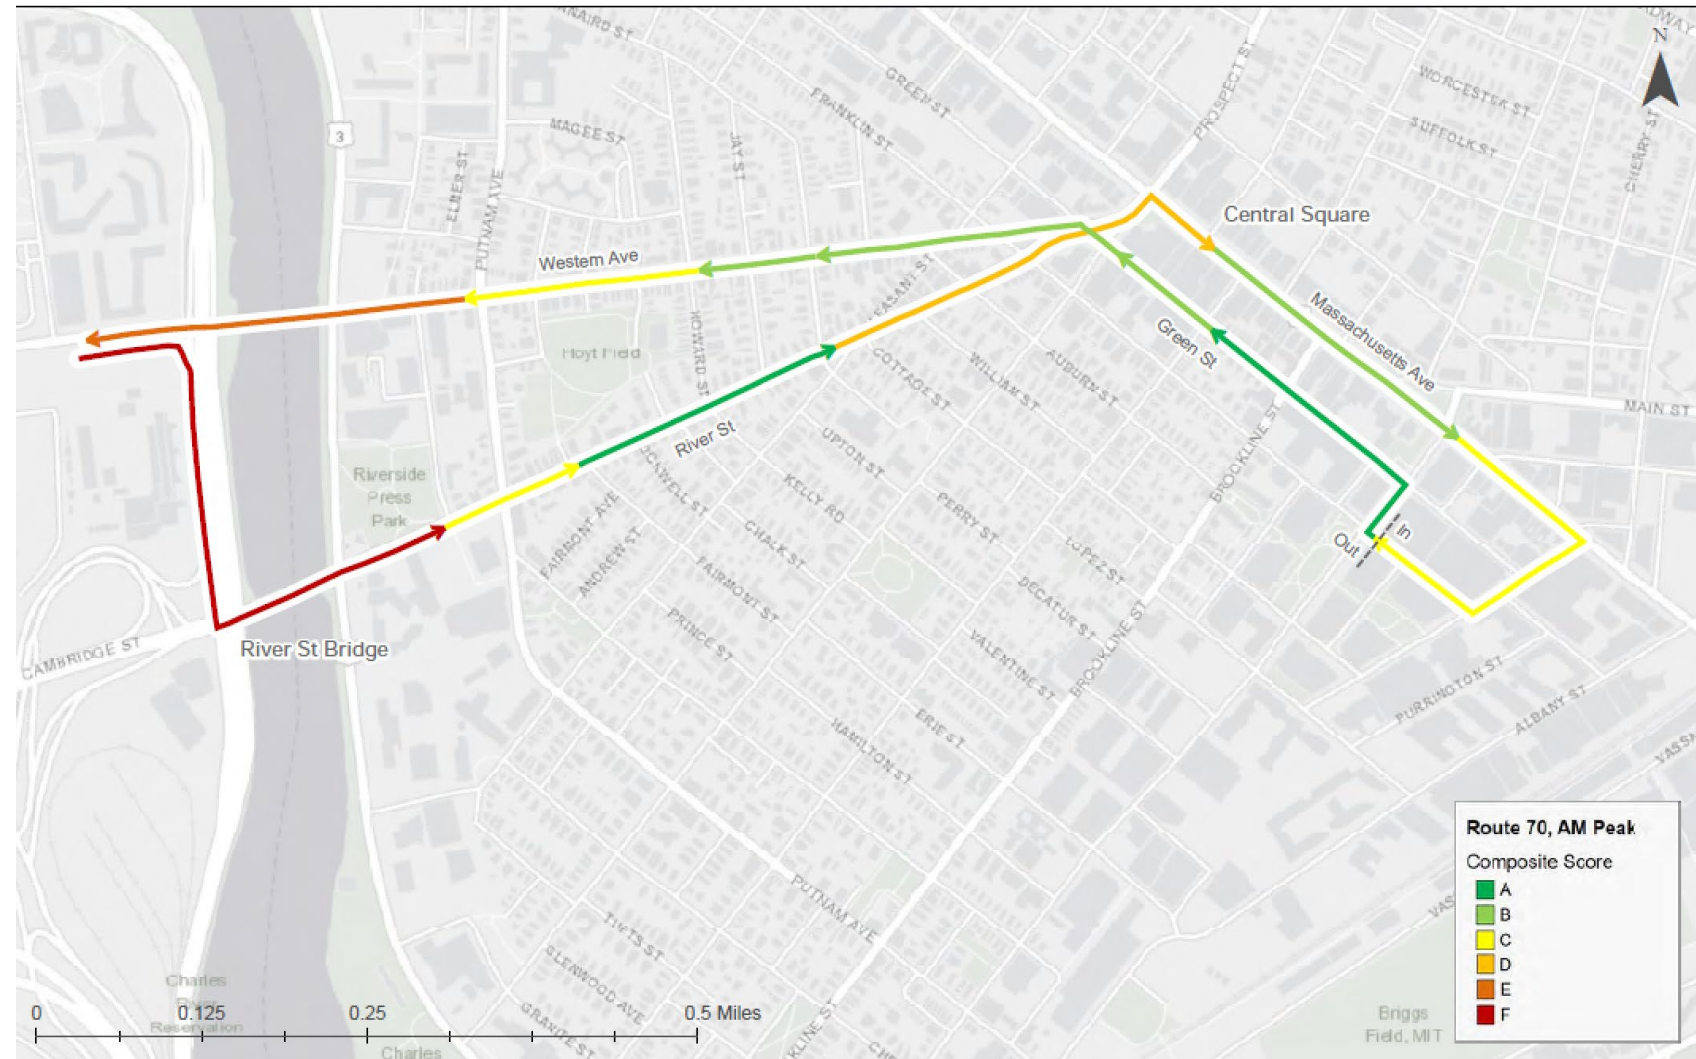 N
WORCESTER ST
SUFFOLK ST
CHERRY ST
PROSPECT ST
GREEN ST
FRANKLIN ST
MAGEE ST
JAY ST
3
ELMER ST
PUTNAM AVE
Central Square
Western Ave
Massachusetts Ave
Green St
HOWARD ST
Hoyt Field
COTTAGE ST
WILLIAM ST
AUBURN ST
MAIN ST
River St
UPTON ST
BROOKLINE ST
Riverside
Press
Park
KELLY RD
PERRY ST
In
Out
FAIRMONT AVE
ANDREW ST
CHALK ST
LOPEZ ST
FAIRMONT ST
DECATUR ST
PRINCE ST
VALENTINE ST
BROOKLINE ST
River St Bridge
CAMBRIDGE ST
PURRINGTON ST
ALBANY ST
ERIE ST
HAMILTON ST
PUTNAM AVE
GLENWOOD AVE
GRANITE ST
Charles
River
Reservation
Charles
0
0.125
0.25
0.5 Miles
Briggs
Field, MIT
Route 70, AM Peak
Composite Score
A
B
C
D
E
F